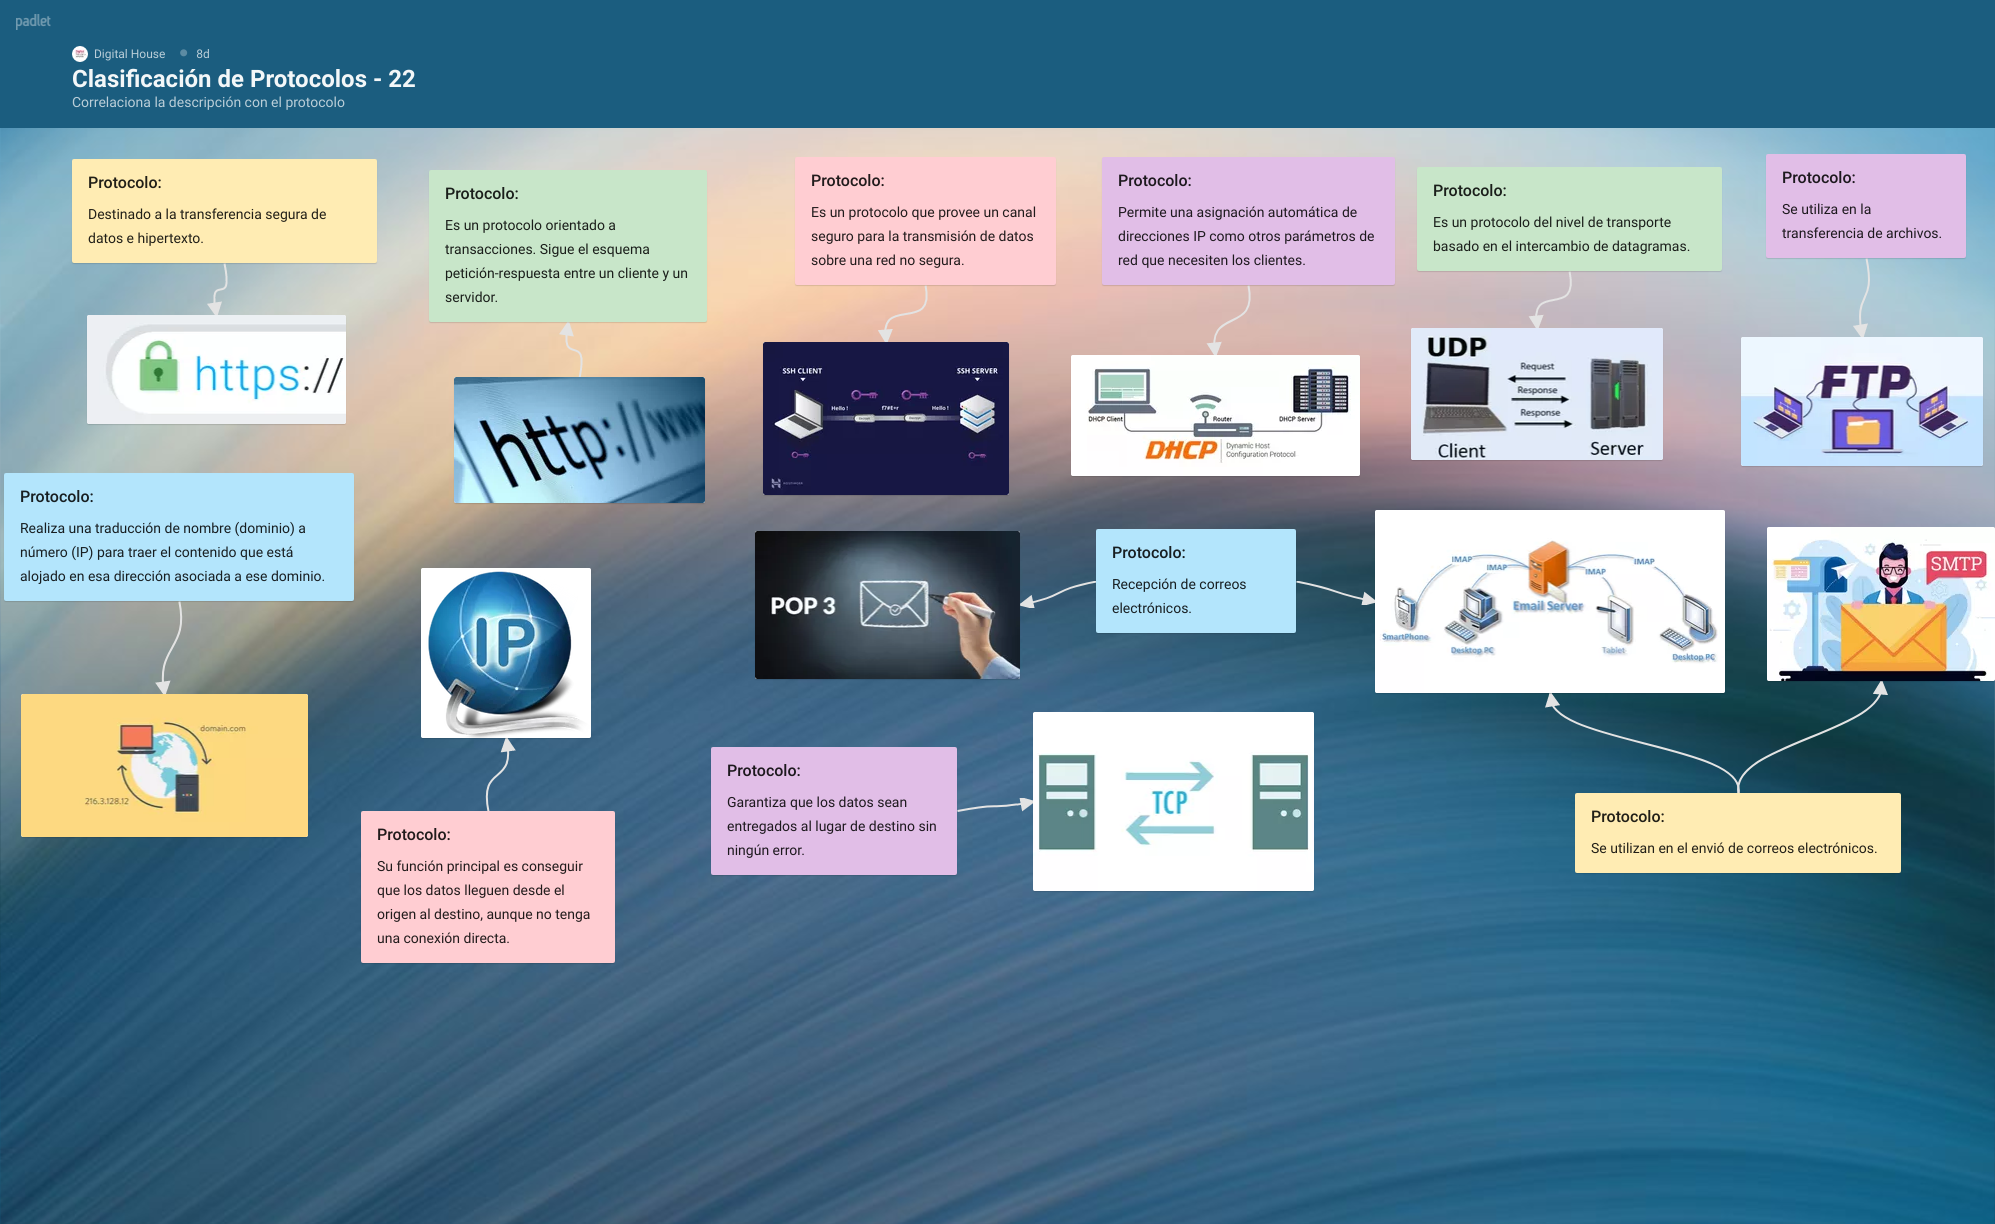 padlet
Digital House
8d
Clasificación de Protocolos - 22
Correlaciona la descripción con el protocolo
Protocolo:
Destinado a la transferencia segura de
datos e hipertexto.
https://
Protocolo:
Es un protocolo orientado a
transacciones. Sigue el esquema
petición-respuesta entre un cliente y un
servidor.
http://www
Protocolo:
Es un protocolo que provee un canal
seguro para la transmisión de datos
sobre una red no segura.
SSH CLIENT
SSH SERVER
Hello !
f7#E+r
Hello !
Protocolo:
Permite una asignación automática de
direcciones IP como otros parámetros de
red que necesiten los clientes.
DHCP Client
Router
DHCP Server
DHCP
Dynamic Host
Configuration Protocol
Protocolo:
Es un protocolo del nivel de transporte
basado en el intercambio de datagramas.
UDP
Request
Response
Response
Client
Server
Protocolo:
Se utiliza en la
transferencia de archivos.
FTP
Protocolo:
Realiza una traducción de nombre (dominio) a
número (IP) para traer el contenido que está
alojado en esa dirección asociada a ese dominio.
domain.com
216.3.128.12
IP
Protocolo:
Su función principal es conseguir
que los datos lleguen desde el
origen al destino, aunque no tenga
una conexión directa.
POP 3
Protocolo:
Recepción de correos
electrónicos.
IMAP
IMAP
IMAP
IMAP
Email Server
SmartPhone
Desktop PC
Tablet
Desktop PC
SMTP
Protocolo:
Garantiza que los datos sean
entregados al lugar de destino sin
ningún error.
TCP
Protocolo:
Se utilizan en el envió de correos electrónicos.